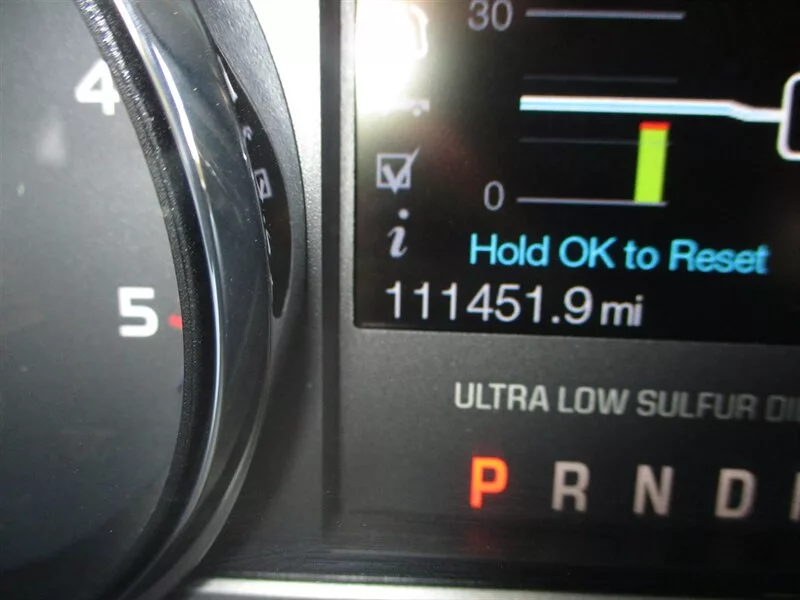 4
5
30
0
i
Hold OK to Reset
111451.9 mi
ULTRA LOW SULFUR
P R N D